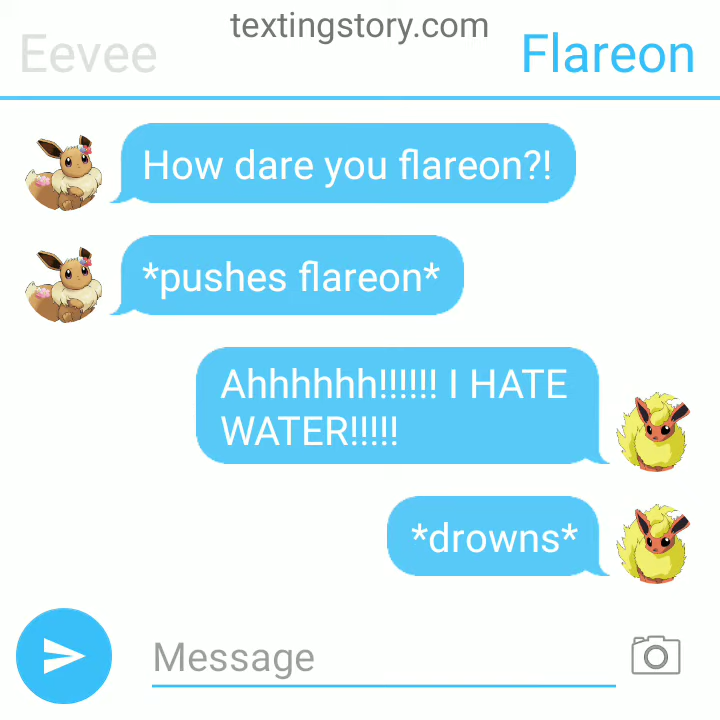 textingstory.com
Eevee
Flareon
How dare you flareon?!
*pushes flareon*
Ahhhhhh!!!!!! I HATE
WATER!!!!!
*drowns*
Message